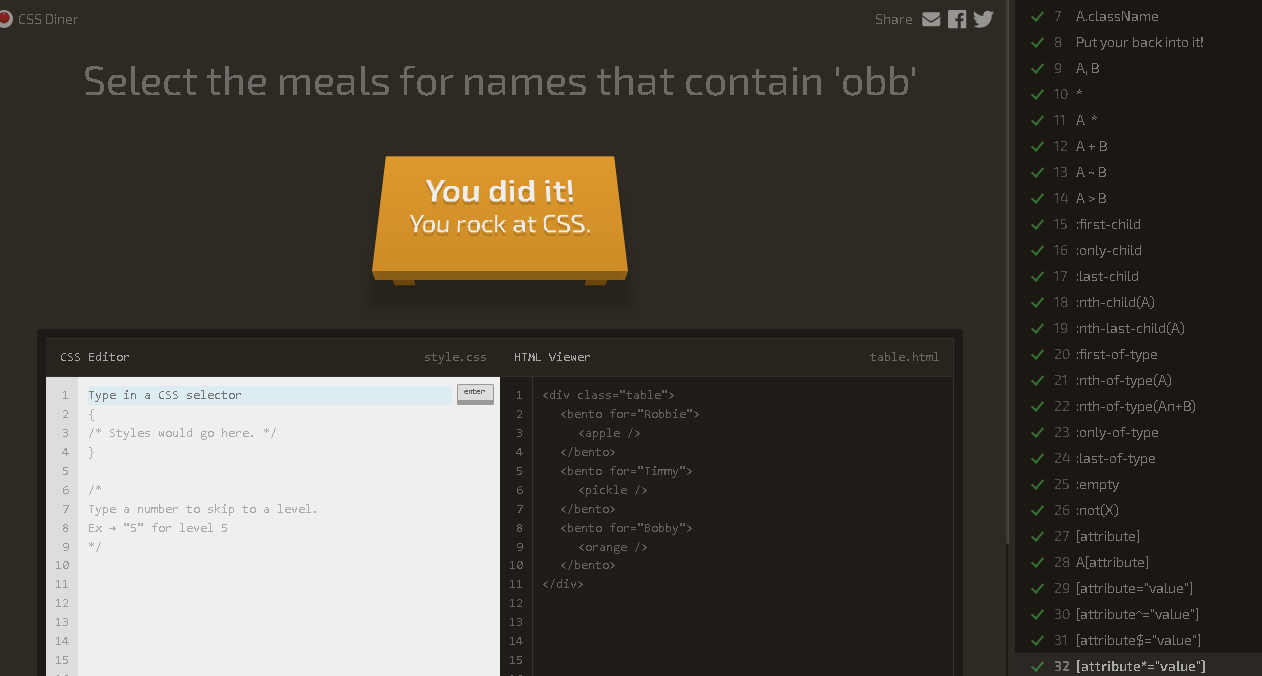 CSS Diner
Share
Select the meals for names that contain 'obb'
You did it!
You rock at CSS.
CSS Editor
style.css
1 Type in a CSS selector
enter
2 {
3 /* Styles would go here. */
4 }
5
6 /*
7 Type a number to skip to a level.
8 Ex → "5" for level 5
9 */
10
11
12
13
14
15
HTML Viewer
table.html
1 <div class="table">
2 <bento for="Robbie">
3 <apple />
4 </bento>
5 <bento for="Timmy">
6 <pickle />
7 </bento>
8 <bento for="Bobby">
9 <orange />
10 </bento>
11 </div>
12
13
14
15
7 A.className
8 Put your back into it!
9 A, B
10 *
11 A *
12 A + B
13 A ~ B
14 A > B
15 :first-child
16 :only-child
17 :last-child
18 :nth-child(A)
19 :nth-last-child(A)
20 :first-of-type
21 :nth-of-type(A)
22 :nth-of-type(An+B)
23 :only-of-type
24 :last-of-type
25 :empty
26 :not(X)
27 [attribute]
28 A[attribute]
29 [attribute="value"]
30 [attribute^="value"]
31 [attribute$="value"]
32 [attribute*="value"]